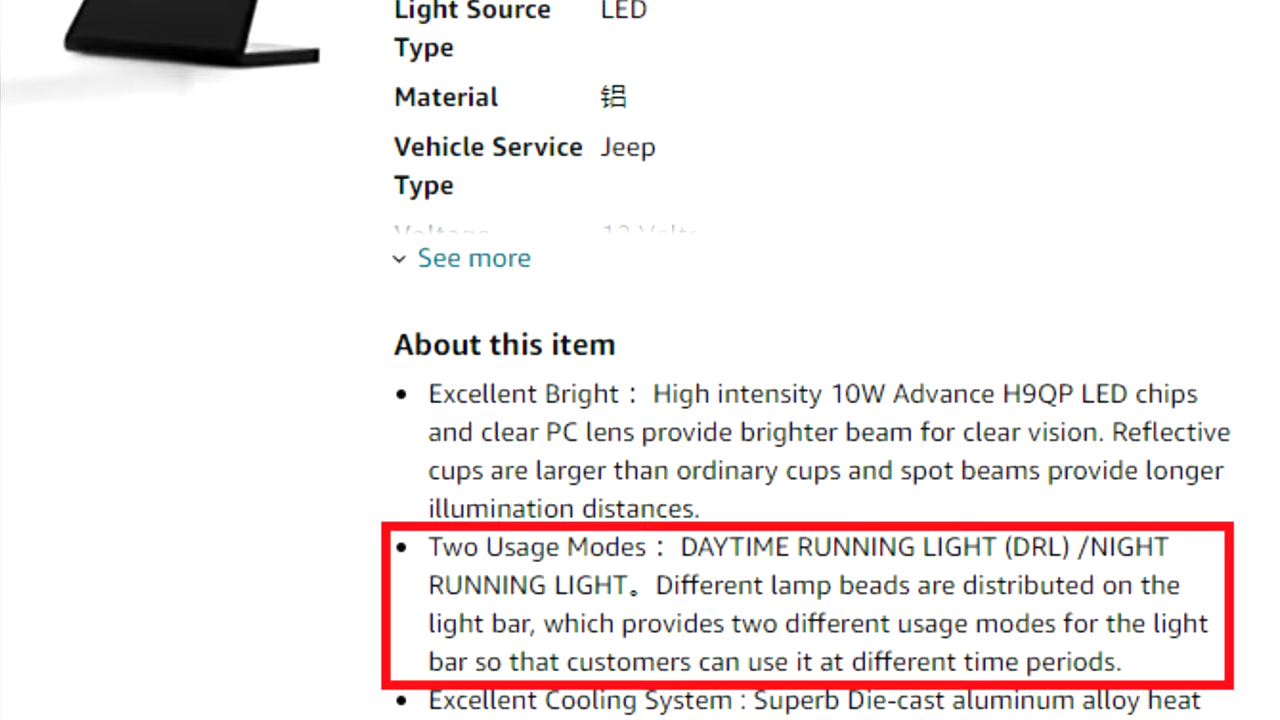 Light Source LED
Type
Material 铝
Vehicle Service Jeep
Type
Voltage 12 Volts
See more
About this item
• Excellent Bright： High intensity 10W Advance H9QP LED chips
and clear PC lens provide brighter beam for clear vision. Reflective
cups are larger than ordinary cups and spot beams provide longer
illumination distances.
• Two Usage Modes： DAYTIME RUNNING LIGHT (DRL) /NIGHT
RUNNING LIGHT。Different lamp beads are distributed on the
light bar, which provides two different usage modes for the light
bar so that customers can use it at different time periods.
• Excellent Cooling System : Superb Die-cast aluminum alloy heat